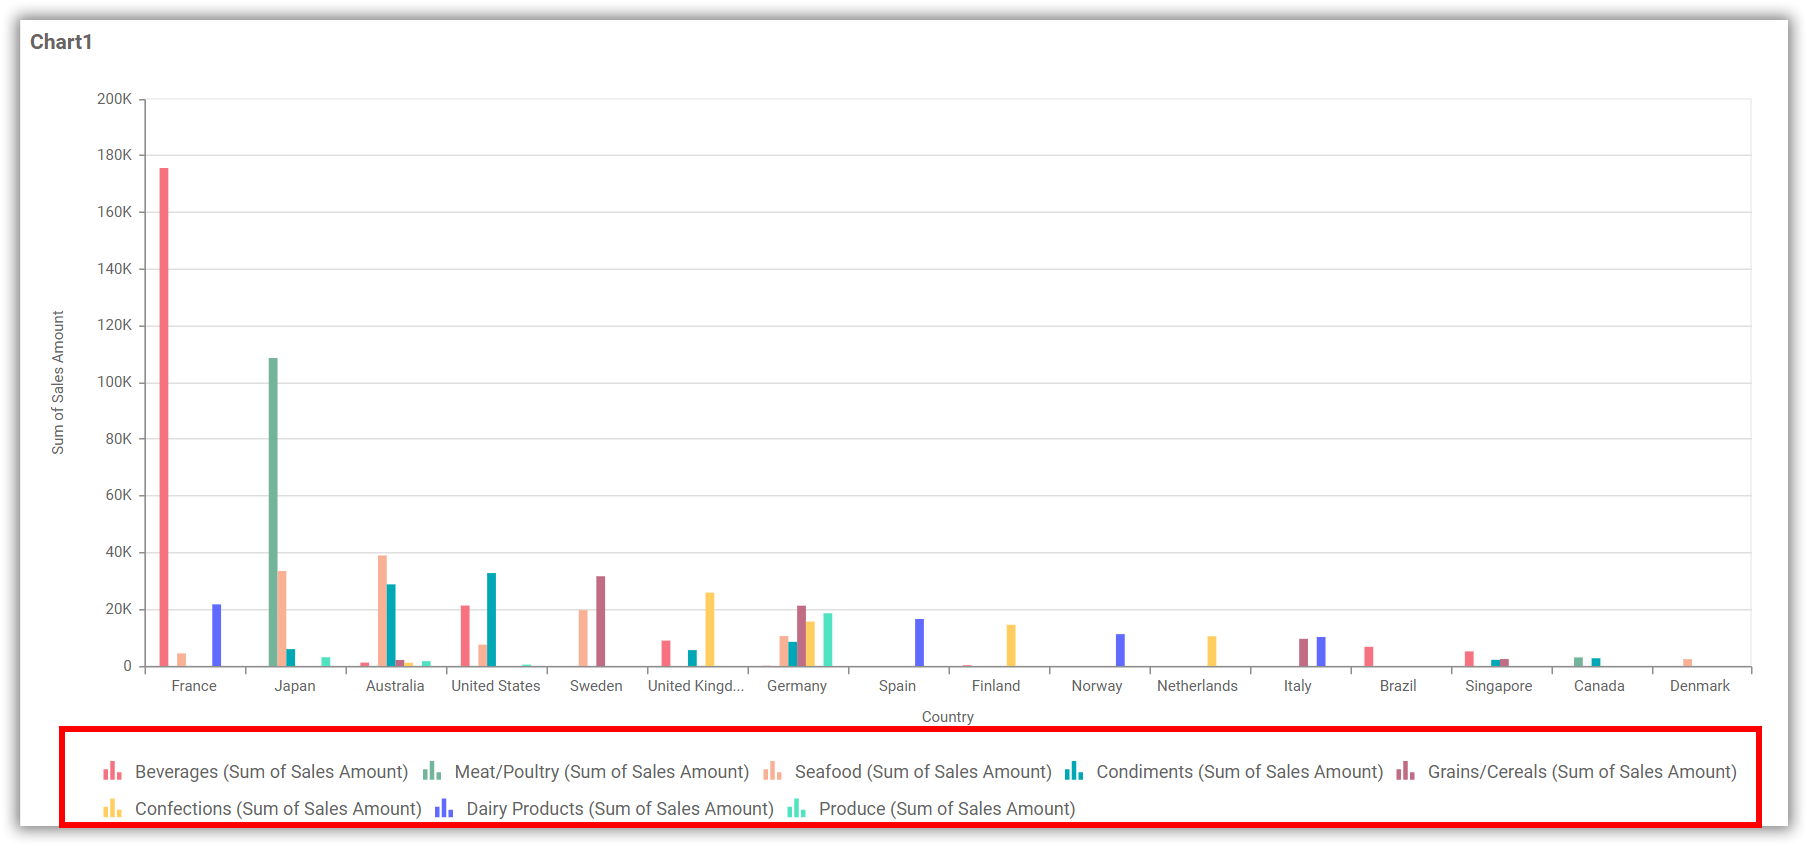 Chart1
200K
180K
160K
140K
120K
100K
80K
60K
40K
20K
0
Sum of Sales Amount
France Japan Australia United States Sweden United Kingd... Germany Spain Finland Norway Netherlands Italy Brazil Singapore Canada Denmark
Country
Beverages (Sum of Sales Amount) Meat/Poultry (Sum of Sales Amount) Seafood (Sum of Sales Amount) Condiments (Sum of Sales Amount) Grains/Cereals (Sum of Sales Amount)
Confections (Sum of Sales Amount) Dairy Products (Sum of Sales Amount) Produce (Sum of Sales Amount)